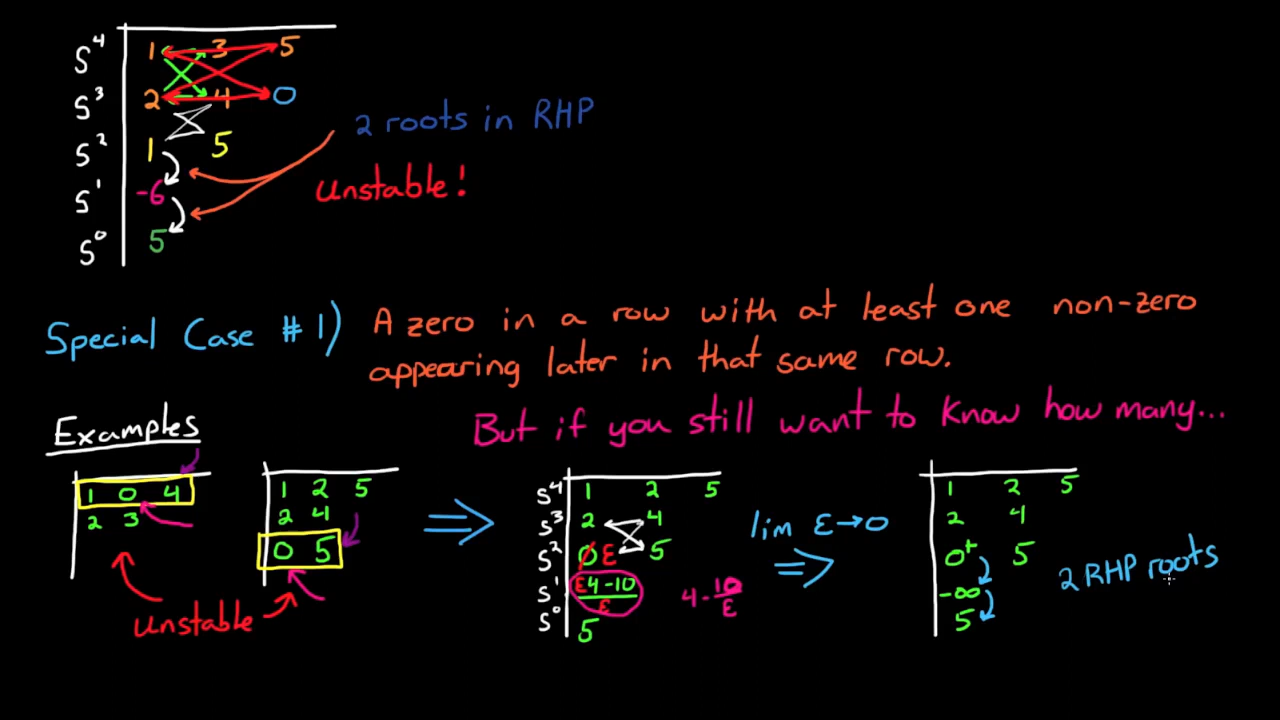 S⁴ 1 3 5
S³ 2 4 0
2 roots in RHP
S² 1 5
S¹ -6
unstable!
S⁰ 5
Special Case #1) A zero in a row with at least one non-zero
appearing later in that same row.
But if you still want to know how many...
Examples
1 0 4
2 3
unstable
1 2 5
2 4
0 5
⇒
S⁴ 1 2 5
S³ 2 4
S² 0 ε 5
S¹ ε4-10/ε
S⁰ 5
4-10/ε
lim ε→0
⇒
1 2 5
2 4
0⁺ 5
-∞
5
2 RHP roots